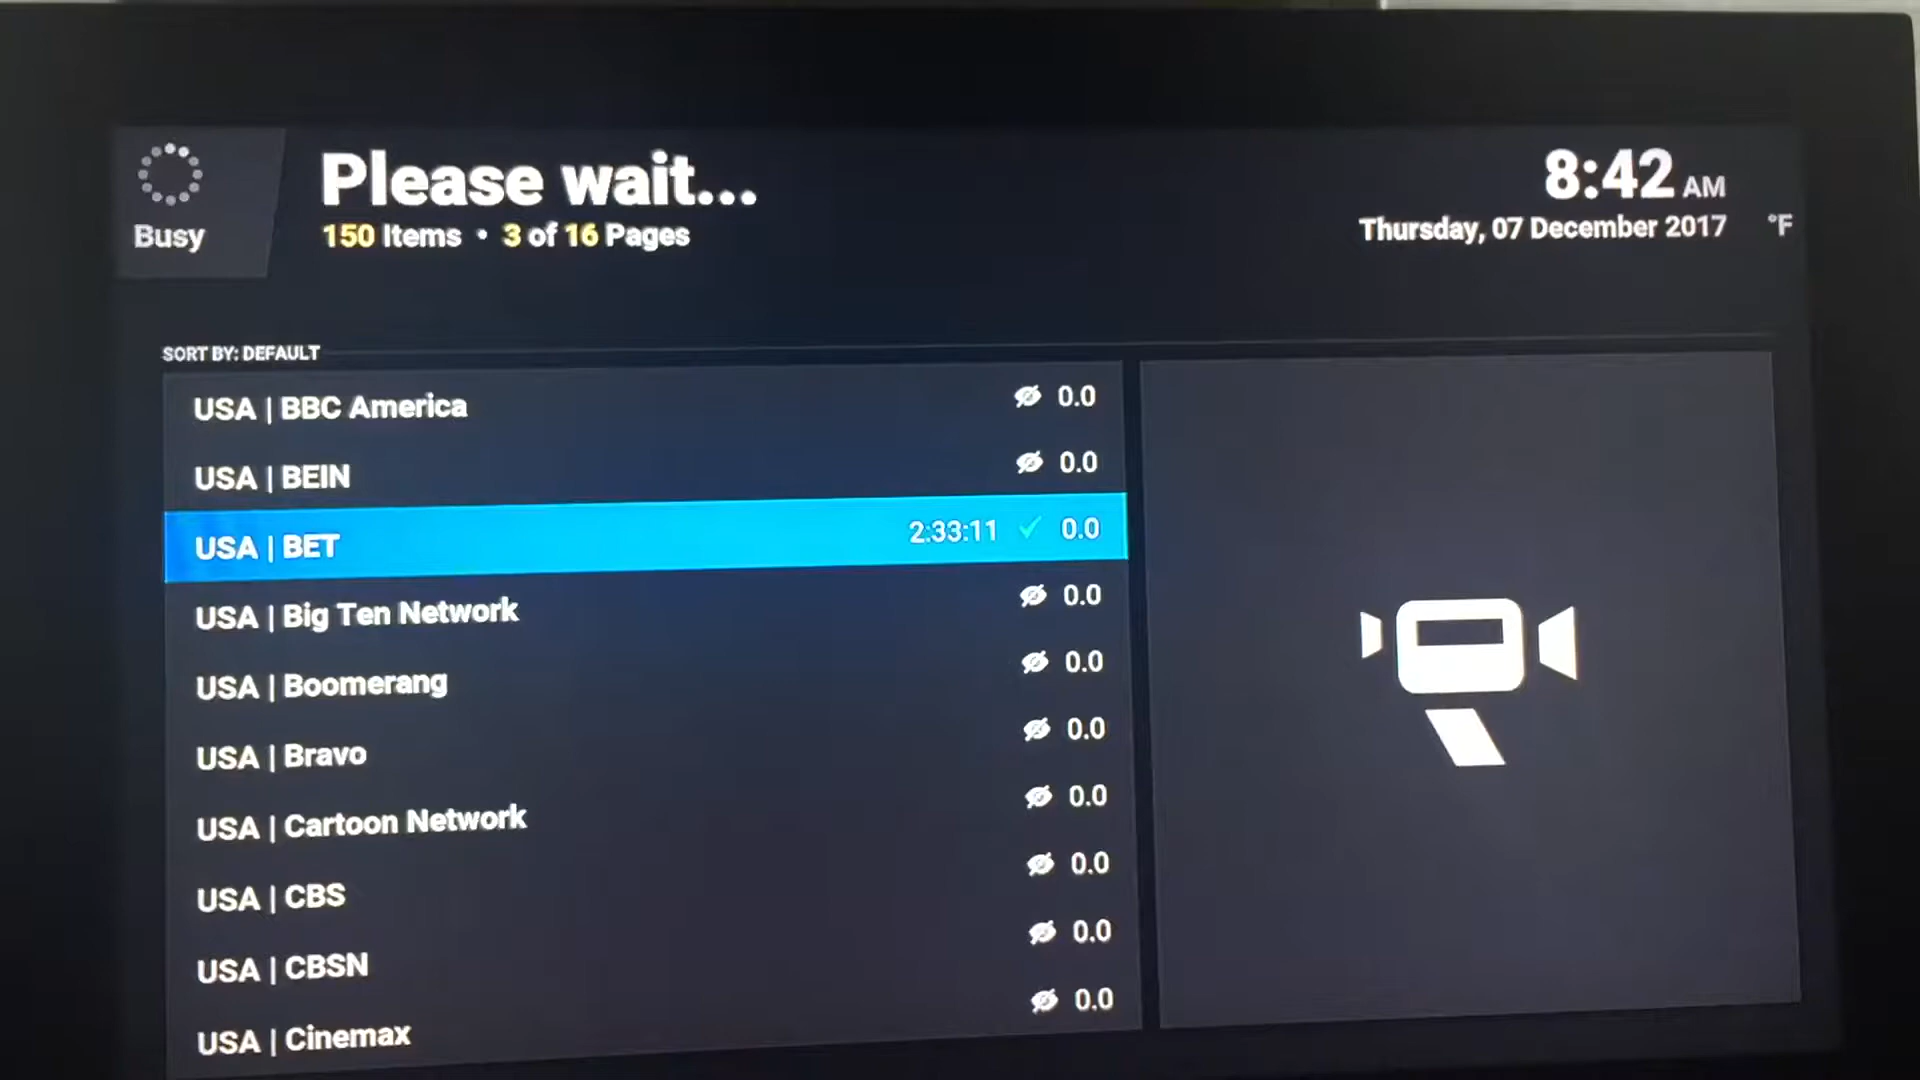 Busy
Please wait...
150 Items • 3 of 16 Pages
8:42 AM
Thursday, 07 December 2017 °F
SORT BY: DEFAULT
USA | BBC America 0.0
USA | BEIN 0.0
USA | BET 2:33:11 0.0
USA | Big Ten Network 0.0
USA | Boomerang 0.0
USA | Bravo 0.0
USA | Cartoon Network 0.0
USA | CBS 0.0
USA | CBSN 0.0
USA | Cinemax 0.0